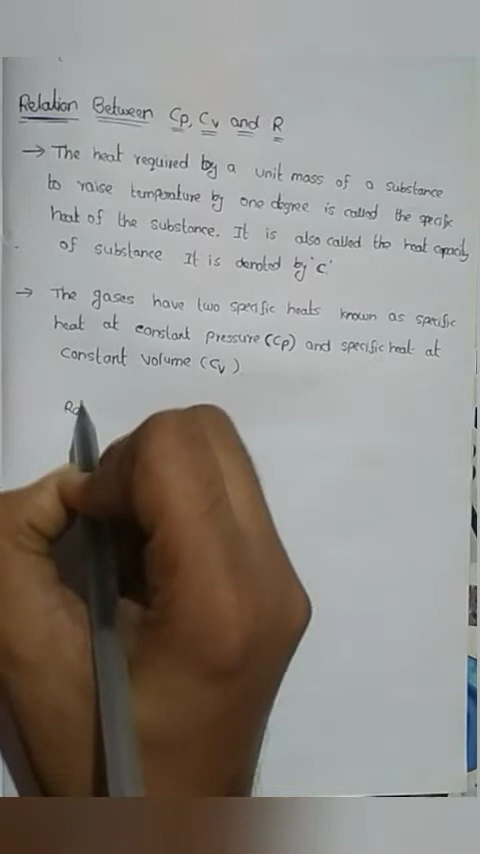 Relation Between Cp, Cv and R
→ The heat required by a unit mass of a substance
to raise temperature by one degree is called the specific
heat of the substance. It is also called the heat capacity
of substance It is denoted by 'c'
→ The gases have two specific heats known as specific
heat at constant pressure (Cp) and specific heat at
constant volume (Cv).
Ra